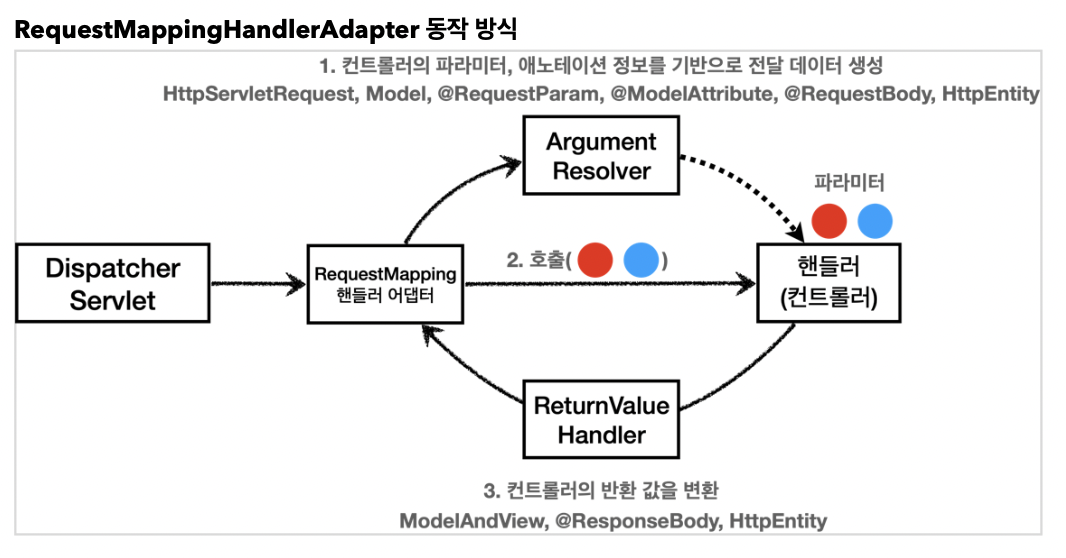 RequestMappingHandlerAdapter 동작 방식
1. 컨트롤러의 파라미터, 애노테이션 정보를 기반으로 전달 데이터 생성
HttpServletRequest, Model, @RequestParam, @ModelAttribute, @RequestBody, HttpEntity
Argument
Resolver
파라미터
Dispatcher
Servlet
RequestMapping
핸들러 어댑터
2. 호출( )
핸들러
(컨트롤러)
ReturnValue
Handler
3. 컨트롤러의 반환 값을 변환
ModelAndView, @ResponseBody, HttpEntity